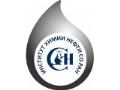 ИНСТИТУТ ХИМИИ НЕФТИ СО РАН